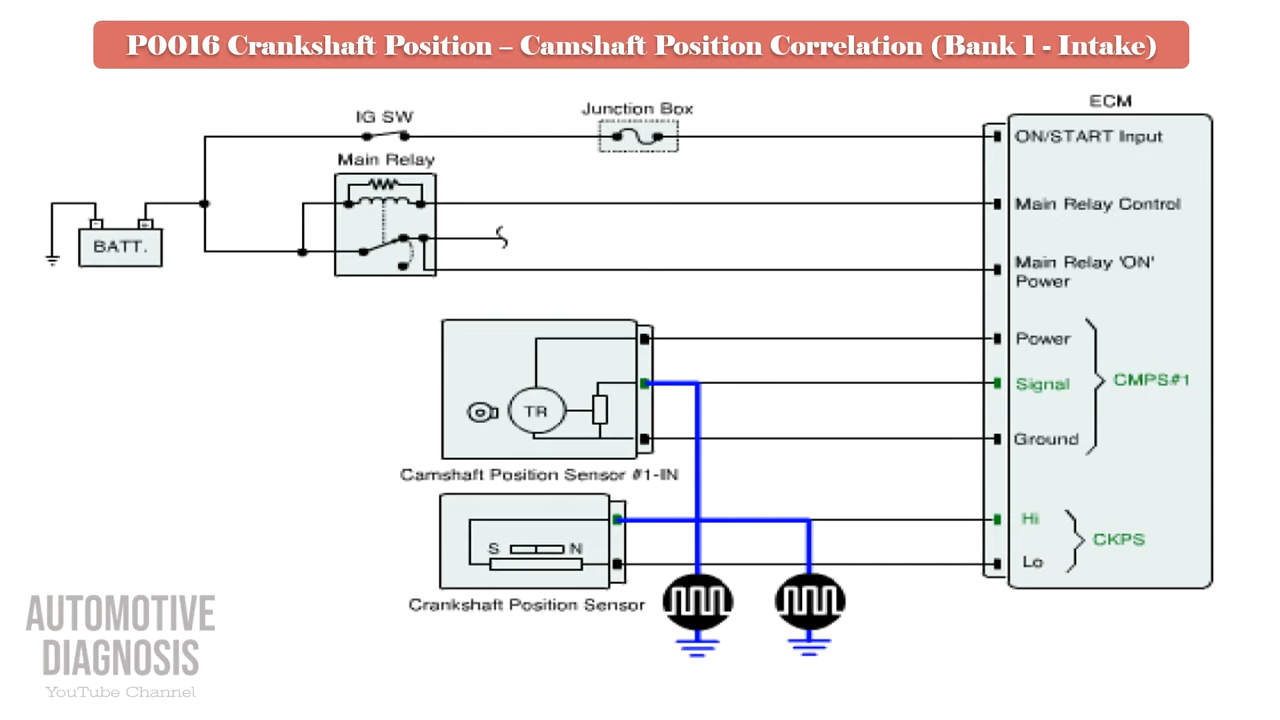 P0016 Crankshaft Position – Camshaft Position Correlation (Bank 1 - Intake)
ECM
IG SW
Junction Box
ON/START Input
Main Relay
Main Relay Control
- +
BATT.
Main Relay 'ON'
Power
Power
Signal
CMPS#1
TR
Ground
Camshaft Position Sensor #1-IN
Hi
CKPS
S N
Lo
Crankshaft Position Sensor
AUTOMOTIVE
DIAGNOSIS
YouTube Channel